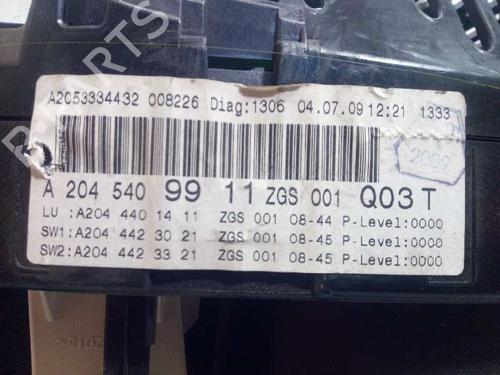 A2C53334432 008226 Diag:1306 04.07.09 12:21 1333
2009
A 204 540 99 11 ZGS 001 Q03 T
LU :A204 440 14 11 ZGS 001 08-44 P-Level:0000
SW1:A204 442 30 21 ZGS 001 08-45 P-Level:0000
SW2:A204 442 33 21 ZGS 001 08-45 P-Level:0000